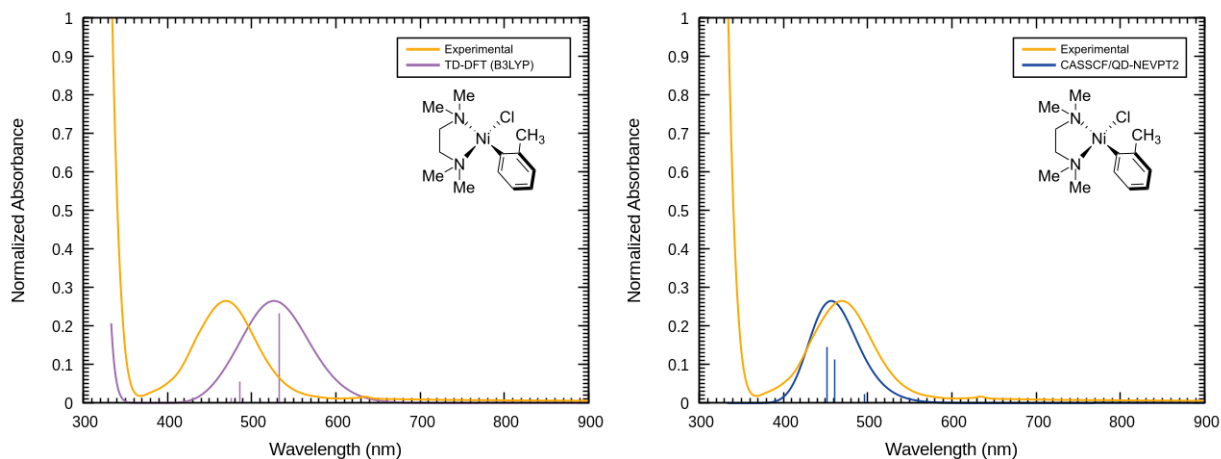 Normalized Absorbance
1
0.9
0.8
0.7
0.6
0.5
0.4
0.3
0.2
0.1
0
300 400 500 600 700 800 900
Wavelength (nm)
Experimental
TD-DFT (B3LYP)
Me
Me
N
Cl
Ni
CH3
N
Me
Me
Normalized Absorbance
1
0.9
0.8
0.7
0.6
0.5
0.4
0.3
0.2
0.1
0
300 400 500 600 700 800 900
Wavelength (nm)
Experimental
CASSCF/QD-NEVPT2
Me
Me
N
Cl
Ni
CH3
N
Me
Me